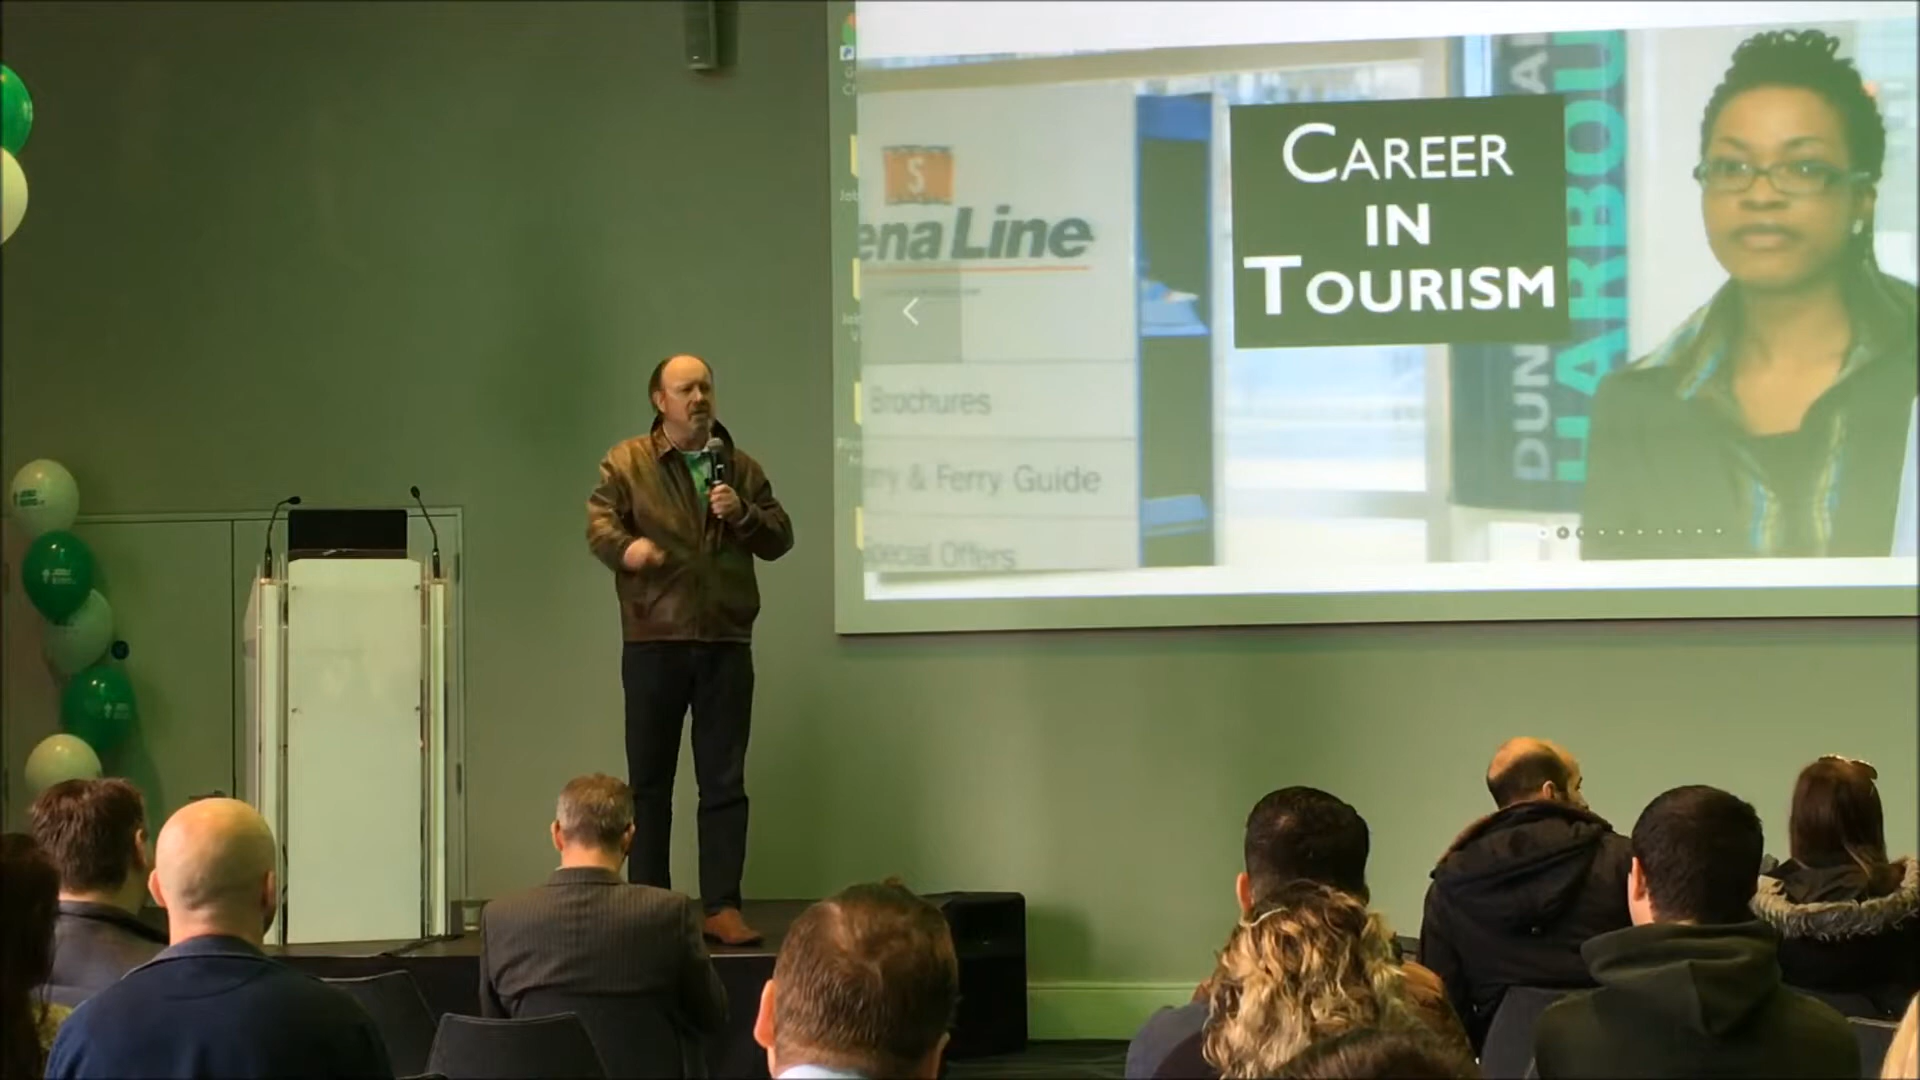 S
ena Line
Brochures
& Ferry Guide
Special Offers
CAREER
IN
TOURISM
DUN
HARBOU